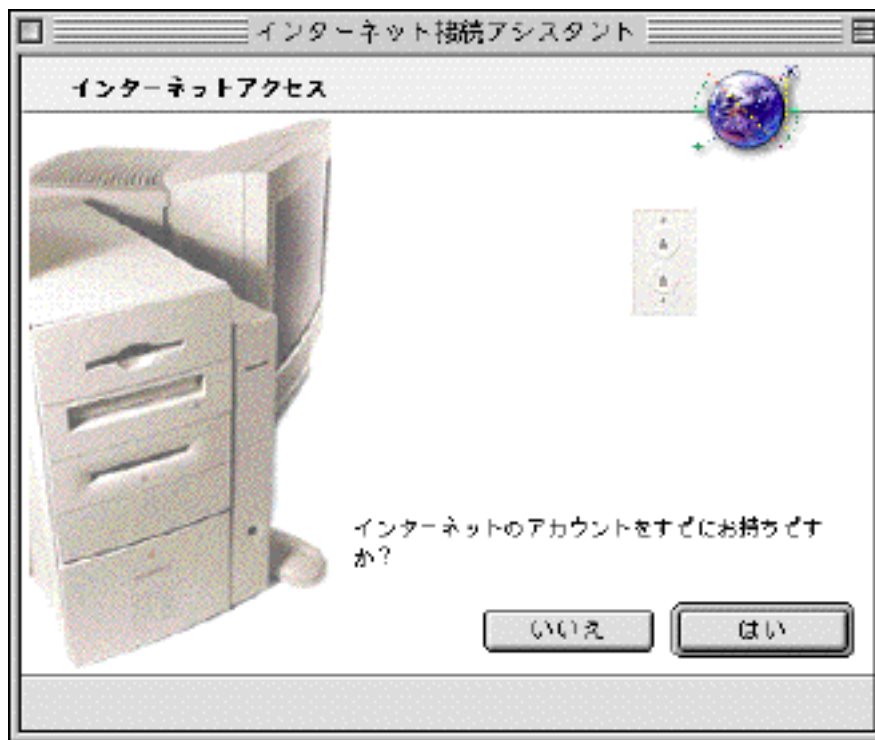 インターネット接続アシスタント
インターネットアクセス
インターネットのアカウントをすでにお持ちです
か？
いいえ
はい